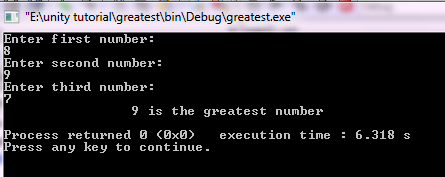 "E:\unity tutorial\greatest\bin\Debug\greatest.exe"
Enter first number:
8
Enter second number:
9
Enter third number:
7
9 is the greatest number
Process returned 0 (0x0)   execution time : 6.318 s
Press any key to continue.